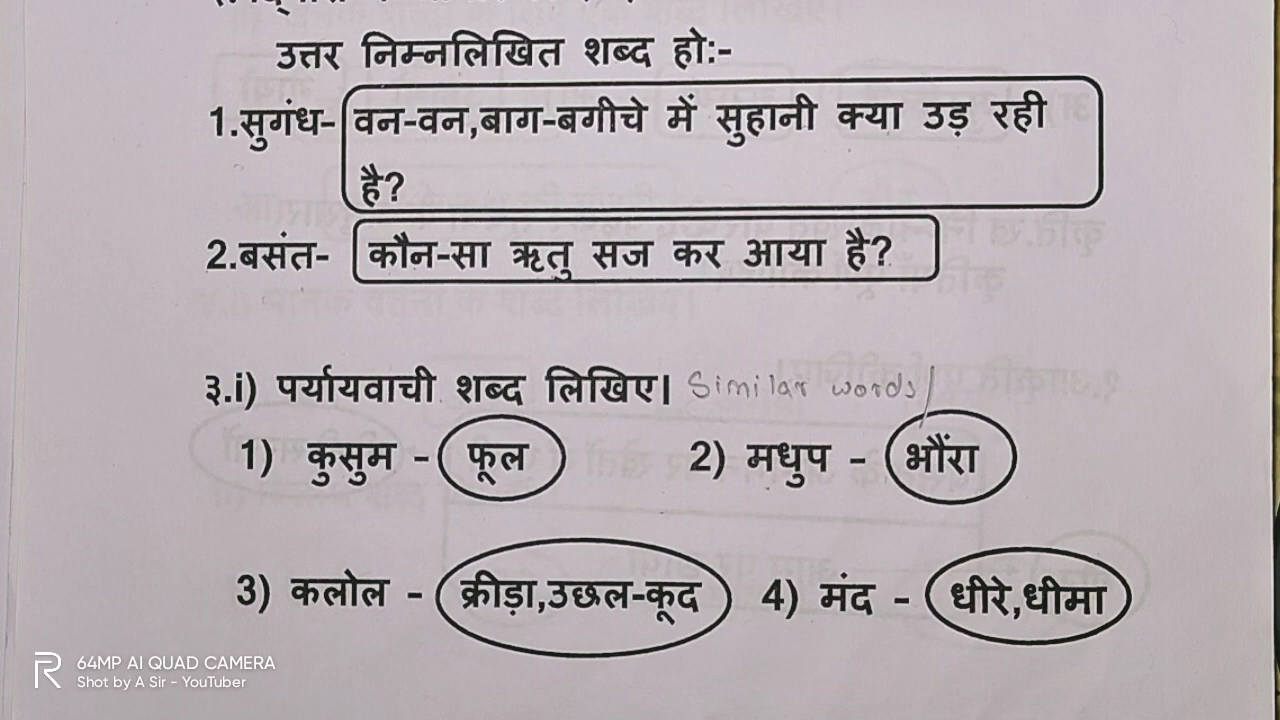 उत्तर निम्नलिखित शब्द हो:-
1.सुगंध- वन-वन,बाग-बगीचे में सुहानी क्या उड़ रही
है?
2.बसंत- कौन-सा ऋतु सज कर आया है?
३.i) पर्यायवाची शब्द लिखिए। Similar words/
1) कुसुम - फूल 2) मधुप - भौंरा
3) कलोल - क्रीड़ा,उछल-कूद 4) मंद - धीरे,धीमा
64MP AI QUAD CAMERA
Shot by A Sir - YouTuber